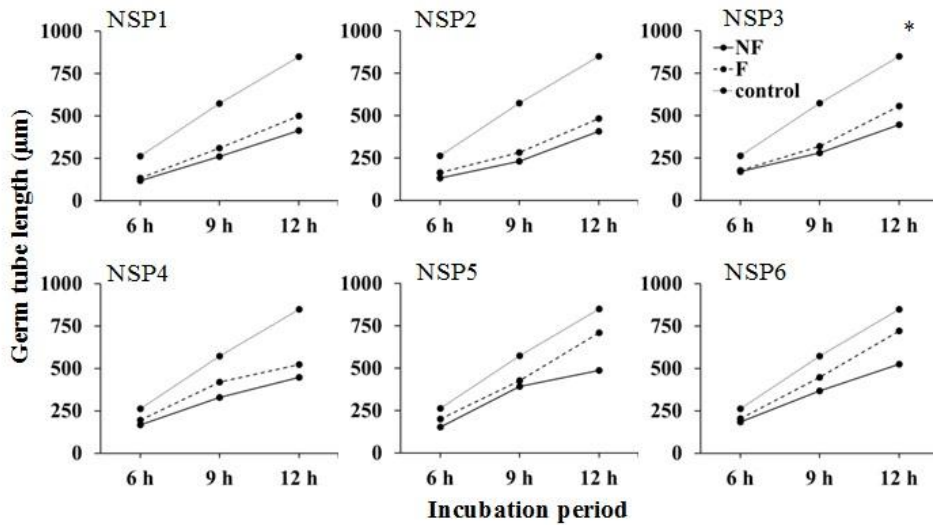 NSP1
1000
750
500
250
0
6 h 9 h 12 h
NSP2
1000
750
500
250
0
6 h 9 h 12 h
NSP3
*
NF
F
control
1000
750
500
250
0
6 h 9 h 12 h
Germ tube length (µm)
NSP4
1000
750
500
250
0
6 h 9 h 12 h
NSP5
1000
750
500
250
0
6 h 9 h 12 h
NSP6
1000
750
500
250
0
6 h 9 h 12 h
Incubation period